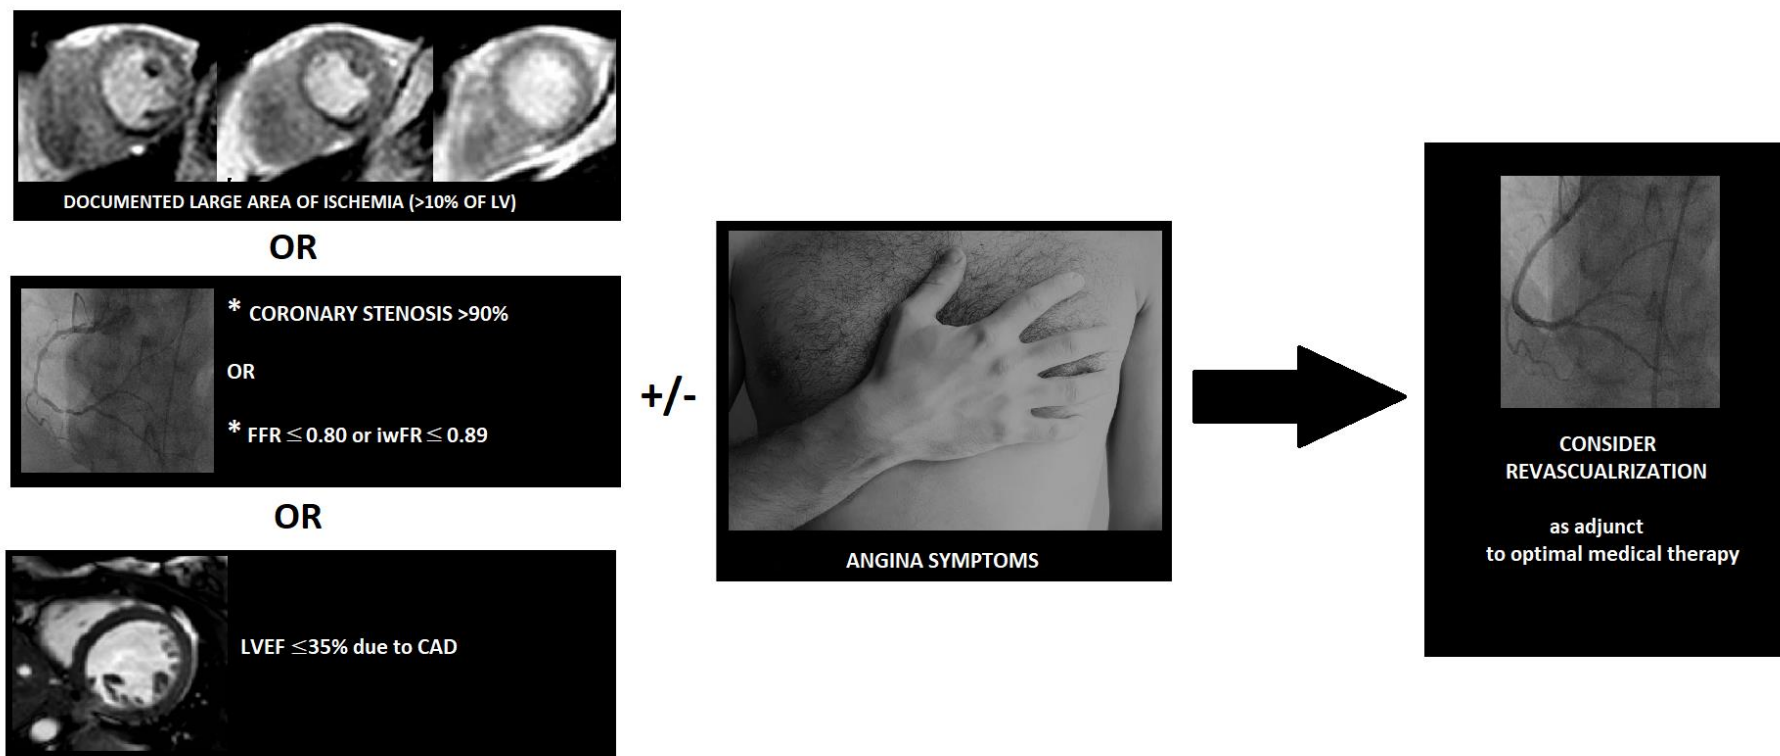 DOCUMENTED LARGE AREA OF ISCHEMIA (>10% OF LV)
OR
* CORONARY STENOSIS >90%
OR
* FFR ≤ 0.80 or iwFR ≤ 0.89
OR
LVEF ≤35% due to CAD
+/-
ANGINA SYMPTOMS
CONSIDER
REVASCUALRIZATION
as adjunct
to optimal medical therapy